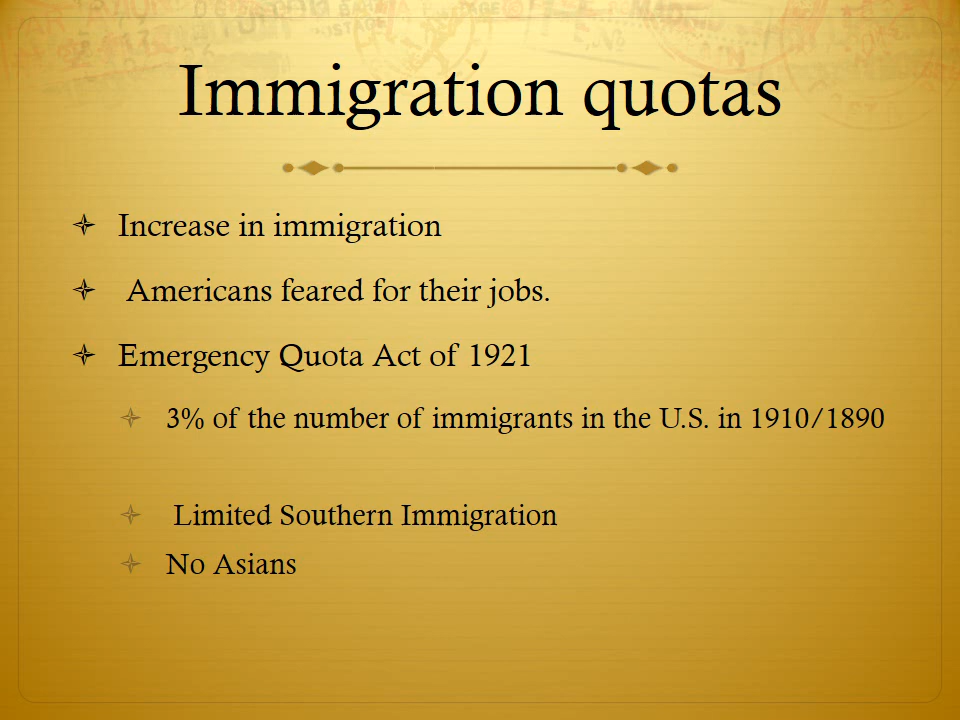 Immigration quotas
Increase in immigration
Americans feared for their jobs.
Emergency Quota Act of 1921
3% of the number of immigrants in the U.S. in 1910/1890
Limited Southern Immigration
No Asians